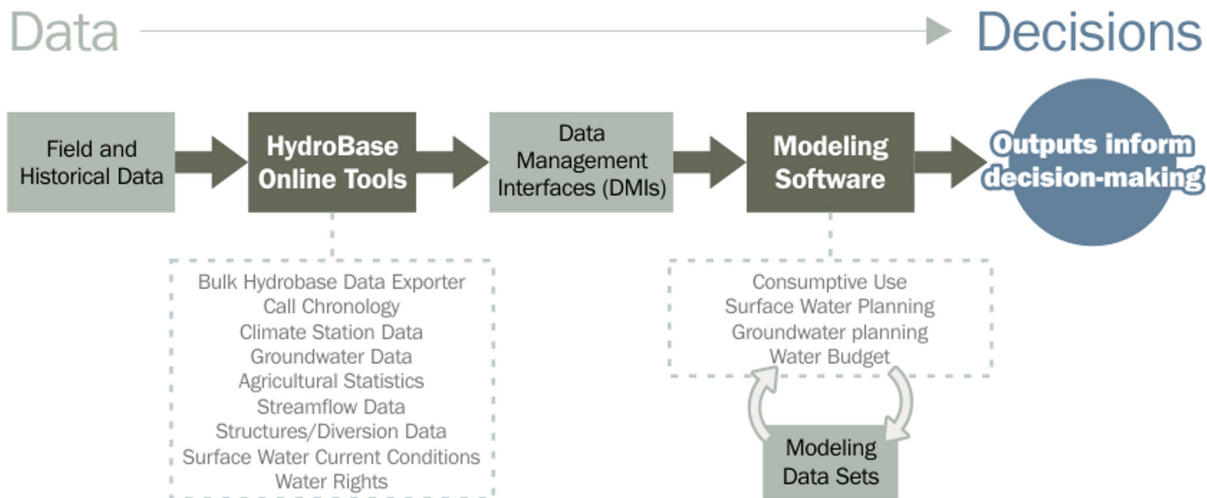 Data
Decisions
Field and
Historical Data
HydroBase
Online Tools
Data
Management
Interfaces (DMIs)
Modeling
Software
Outputs inform
decision-making
Bulk Hydrobase Data Exporter
Call Chronology
Climate Station Data
Groundwater Data
Agricultural Statistics
Streamflow Data
Structures/Diversion Data
Surface Water Current Conditions
Water Rights
Consumptive Use
Surface Water Planning
Groundwater planning
Water Budget
Modeling
Data Sets